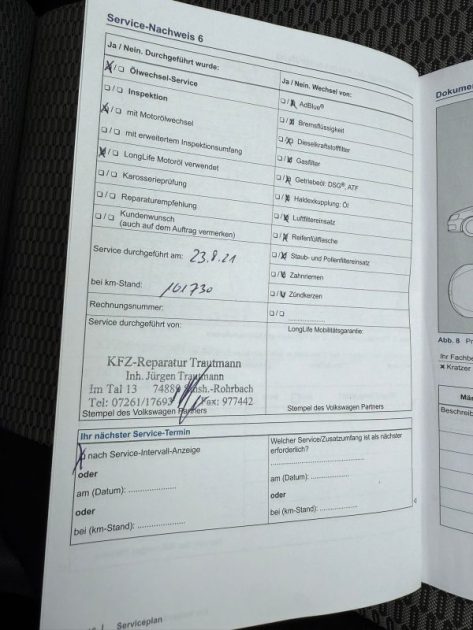 Service-Nachweis 6
Ja / Nein. Durchgeführt wurde:
Ölwechsel-Service
Inspektion
mit Motorölwechsel
mit erweitertem Inspektionsumfang
LongLife Motoröl verwendet
Karosserieprüfung
Reparaturempfehlung
Kundenwunsch
(auch auf dem Auftrag vermerken)
Service durchgeführt am: 23.8.21
bei km-Stand: 101730
Rechnungsnummer:
Service durchgeführt von:
KFZ-Reparatur Trautmann
Inh. Jürgen Trautmann
Im Tal 13 74889 Sinsh.-Rohrbach
Tel: 07261/17693 Fax: 977442
Stempel des Volkswagen Partners
Ja / Nein. Wechsel von:
AdBlue®
Bremsflüssigkeit
Dieselkraftstofffilter
Gasfilter
Getriebeöl: DSG®, ATF
Haldexkupplung: Öl
Luftfiltereinsatz
Reifenfüllflasche
Staub- und Pollenfiltereinsatz
Zahnriemen
Zündkerzen
LongLife Mobilitätsgarantie:
Stempel des Volkswagen Partners
Ihr nächster Service-Termin
nach Service-Intervall-Anzeige
oder
am (Datum):
oder
bei (km-Stand):
Welcher Service/Zusatzumfang ist als nächster
erforderlich?
am (Datum):
oder
bei (km-Stand):
Serviceplan
Dokumen
Abb. 8
Ihr Fachbe
Kratzer
Män
Beschreib